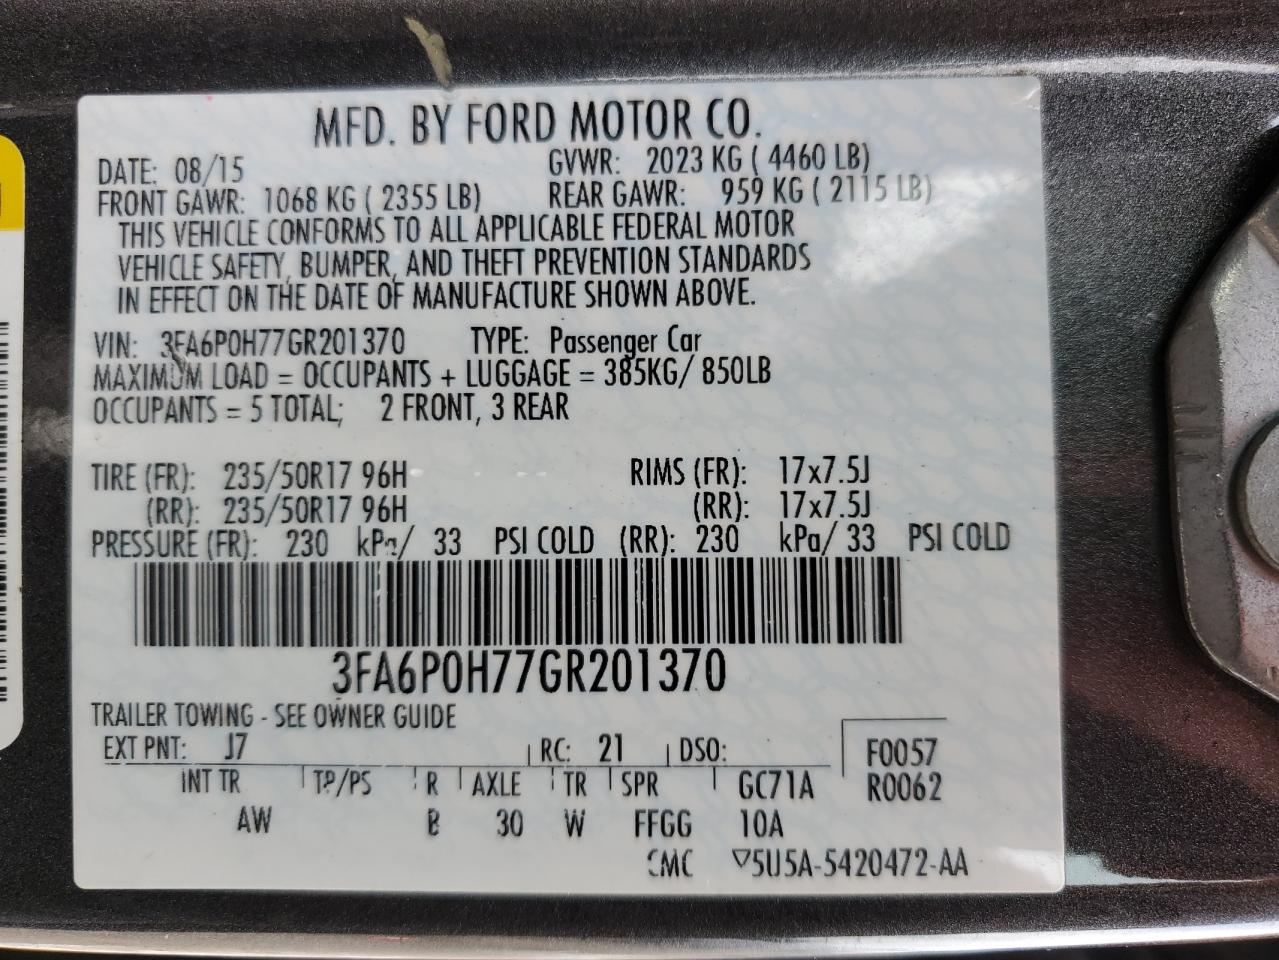 MFD. BY FORD MOTOR CO.
DATE: 08/15 GVWR: 2023 KG ( 4460 LB)
FRONT GAWR: 1068 KG ( 2355 LB) REAR GAWR: 959 KG ( 2115 LB)
THIS VEHICLE CONFORMS TO ALL APPLICABLE FEDERAL MOTOR
VEHICLE SAFETY, BUMPER, AND THEFT PREVENTION STANDARDS
IN EFFECT ON THE DATE OF MANUFACTURE SHOWN ABOVE.
VIN: 3FA6P0H77GR201370 TYPE: Passenger Car
MAXIMUM LOAD = OCCUPANTS + LUGGAGE = 385KG/ 850LB
OCCUPANTS = 5 TOTAL; 2 FRONT, 3 REAR
TIRE (FR): 235/50R17 96H RIMS (FR): 17x7.5J
(RR): 235/50R17 96H (RR): 17x7.5J
PRESSURE (FR): 230 kPa/ 33 PSI COLD (RR): 230 kPa/ 33 PSI COLD
3FA6P0H77GR201370
TRAILER TOWING - SEE OWNER GUIDE
EXT PNT: J7 RC: 21 DSO: F0057
INT TR TP/PS R AXLE TR SPR GC71A R0062
AW B 30 W FFGG 10A
CMC ▽5U5A-5420472-AA